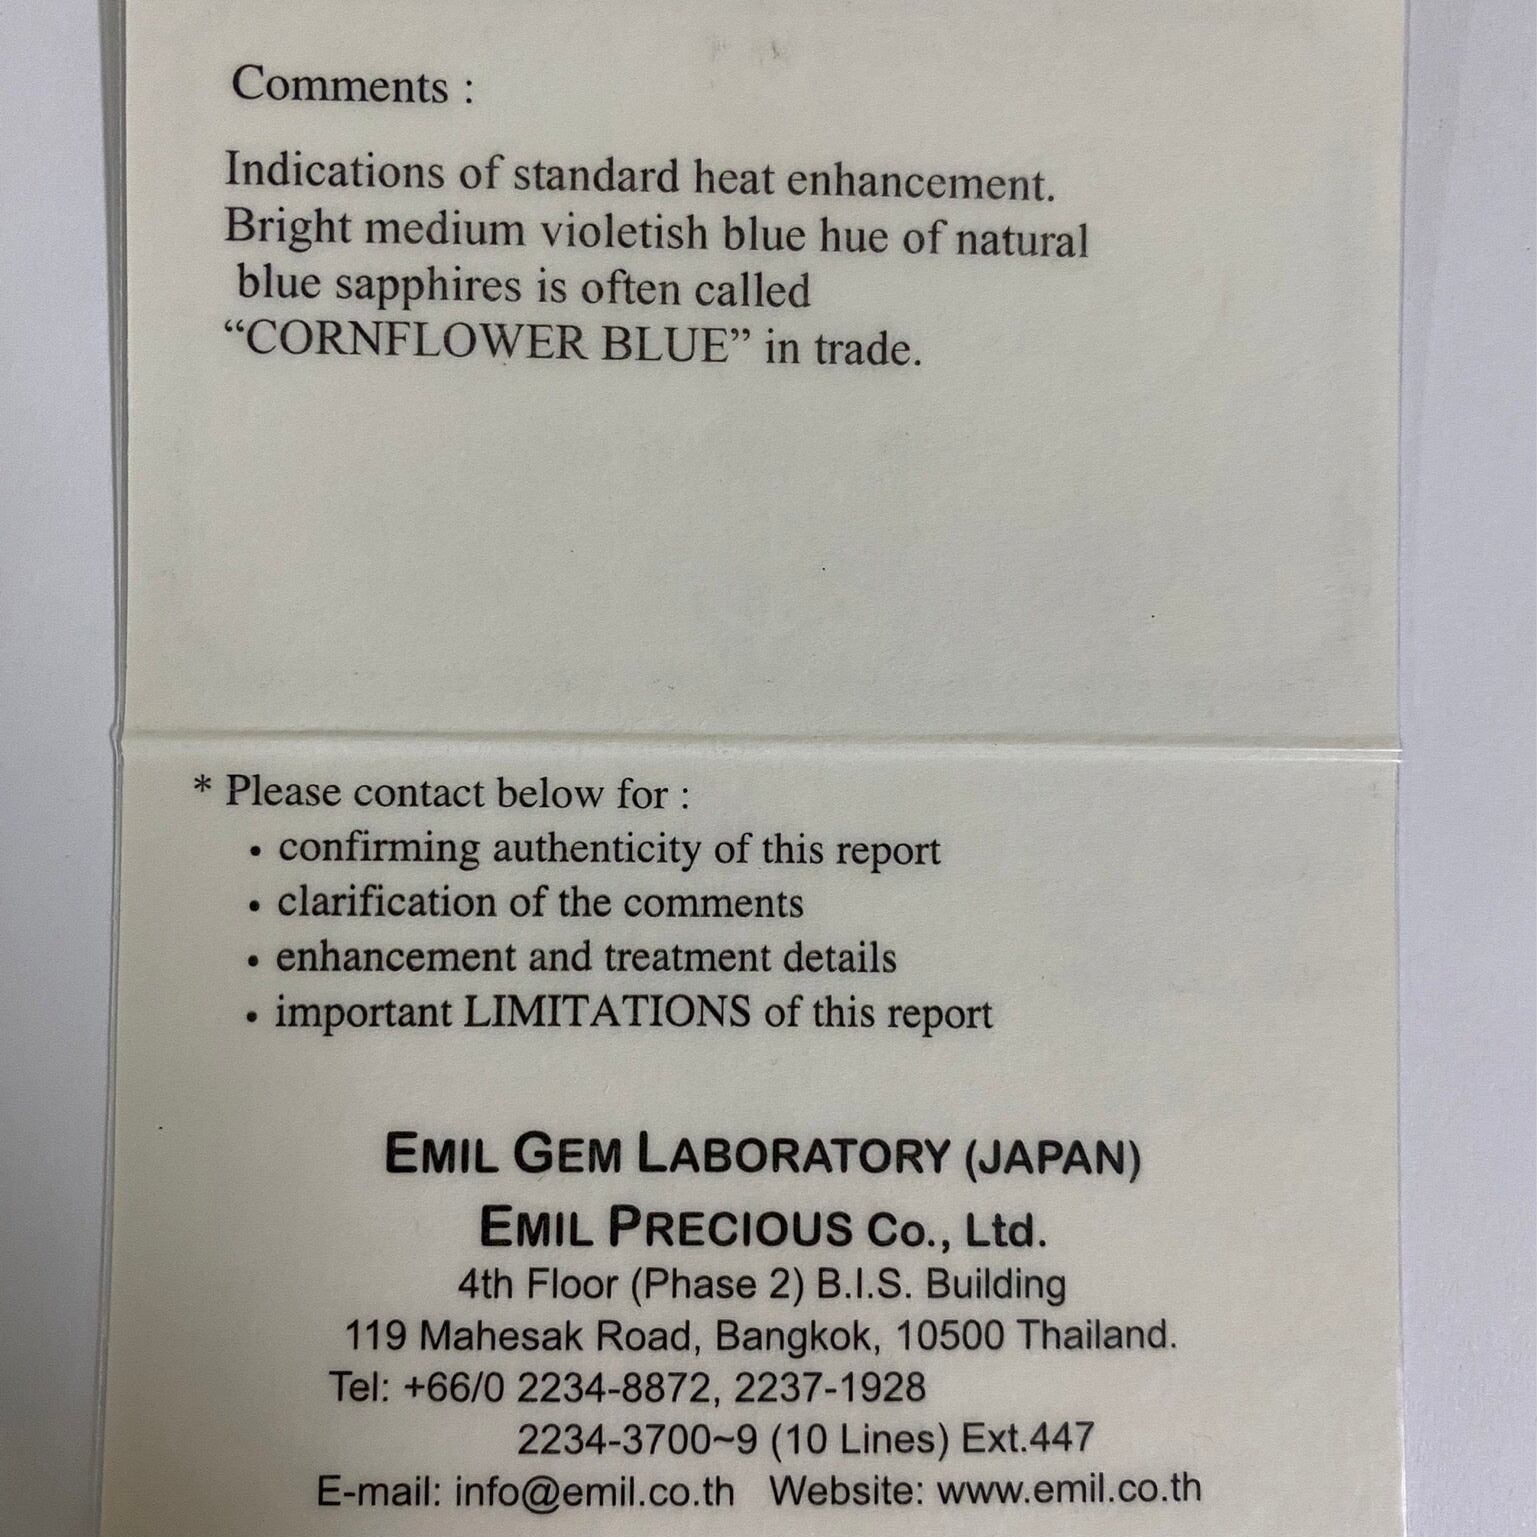 Comments :
Indications of standard heat enhancement.
Bright medium violetish blue hue of natural
blue sapphires is often called
“CORNFLOWER BLUE” in trade.
* Please contact below for :
• confirming authenticity of this report
• clarification of the comments
• enhancement and treatment details
• important LIMITATIONS of this report
EMIL GEM LABORATORY (JAPAN)
EMIL PRECIOUS Co., Ltd.
4th Floor (Phase 2) B.I.S. Building
119 Mahesak Road, Bangkok, 10500 Thailand.
Tel: +66/0 2234-8872, 2237-1928
2234-3700~9 (10 Lines) Ext.447
E-mail: info@emil.co.th Website: www.emil.co.th